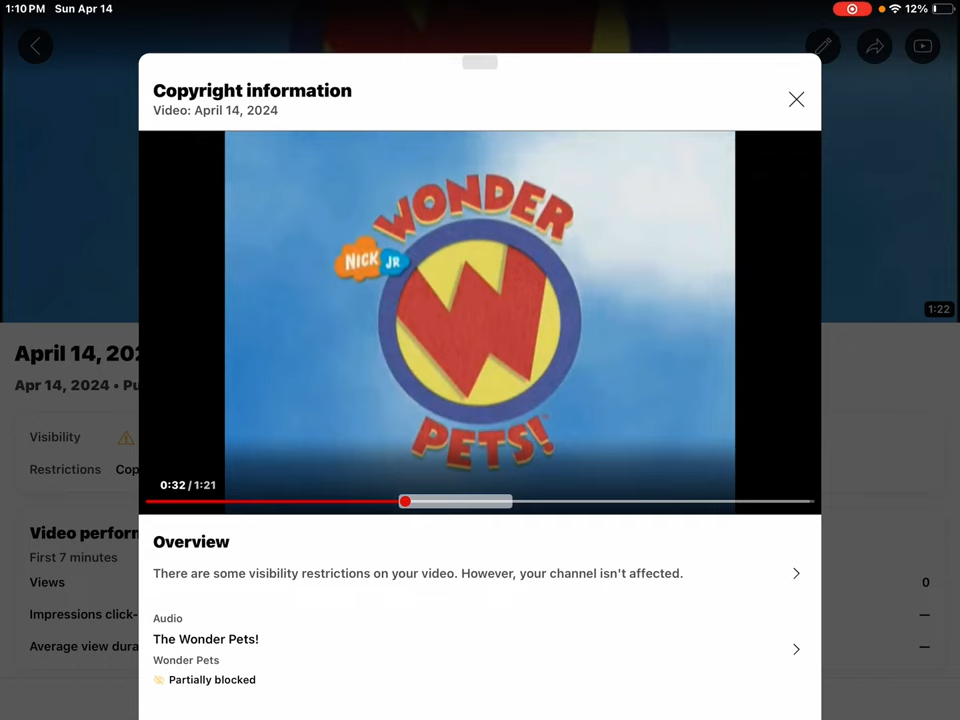 1:10 PM Sun Apr 14
12%
Copyright information
Video: April 14, 2024
WONDER
NICK JR
W
PETS!
0:32 / 1:21
1:22
April 14, 202
Apr 14, 2024 • Pu
Visibility
Restrictions Cop
Video perform
First 7 minutes
Views 0
Impressions click- —
Average view dura —
Overview
There are some visibility restrictions on your video. However, your channel isn't affected.
Audio
The Wonder Pets!
Wonder Pets
Partially blocked